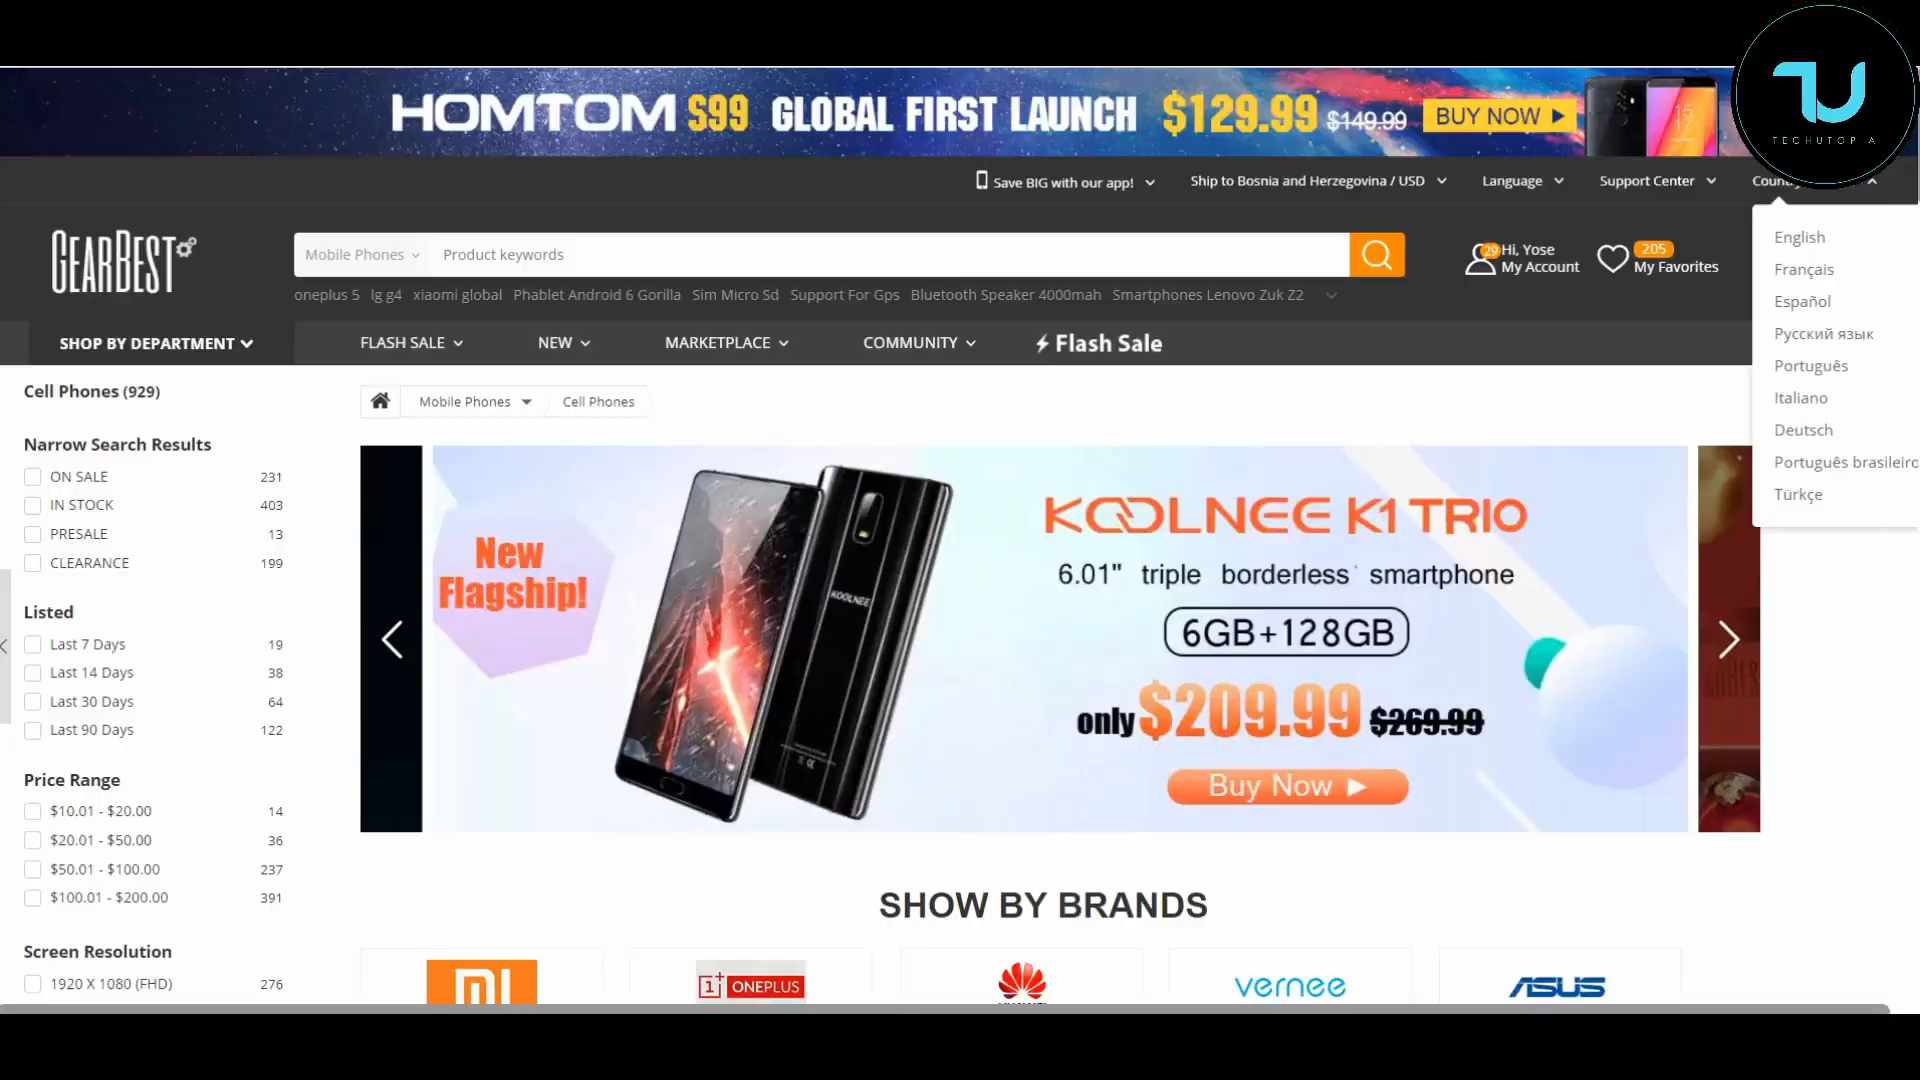 HOMTOM S99 GLOBAL FIRST LAUNCH $129.99 $149.99 BUY NOW
TECHUTOPIA
Save BIG with our app! Ship to Bosnia and Herzegovina / USD Language Support Center
English
Français
Español
Русский язык
Português
Italiano
Deutsch
Português brasileiro
Türkçe
GEARBEST
Mobile Phones Product keywords
29 Hi, Yose
My Account
205
My Favorites
oneplus 5 lg g4 xiaomi global Phablet Android 6 Gorilla Sim Micro Sd Support For Gps Bluetooth Speaker 4000mah Smartphones Lenovo Zuk Z2
SHOP BY DEPARTMENT FLASH SALE NEW MARKETPLACE COMMUNITY Flash Sale
Cell Phones (929)
Narrow Search Results
ON SALE 231
IN STOCK 403
PRESALE 13
CLEARANCE 199
Listed
Last 7 Days 19
Last 14 Days 38
Last 30 Days 64
Last 90 Days 122
Price Range
$10.01 - $20.00 14
$20.01 - $50.00 36
$50.01 - $100.00 237
$100.01 - $200.00 391
Screen Resolution
1920 X 1080 (FHD) 276
Mobile Phones Cell Phones
New
Flagship!
KOOLNEE
KOOLNEE K1 TRIO
6.01" triple borderless smartphone
6GB+128GB
only $209.99 $269.99
Buy Now
SHOW BY BRANDS
MI
1+ ONEPLUS
vernee
ASUS